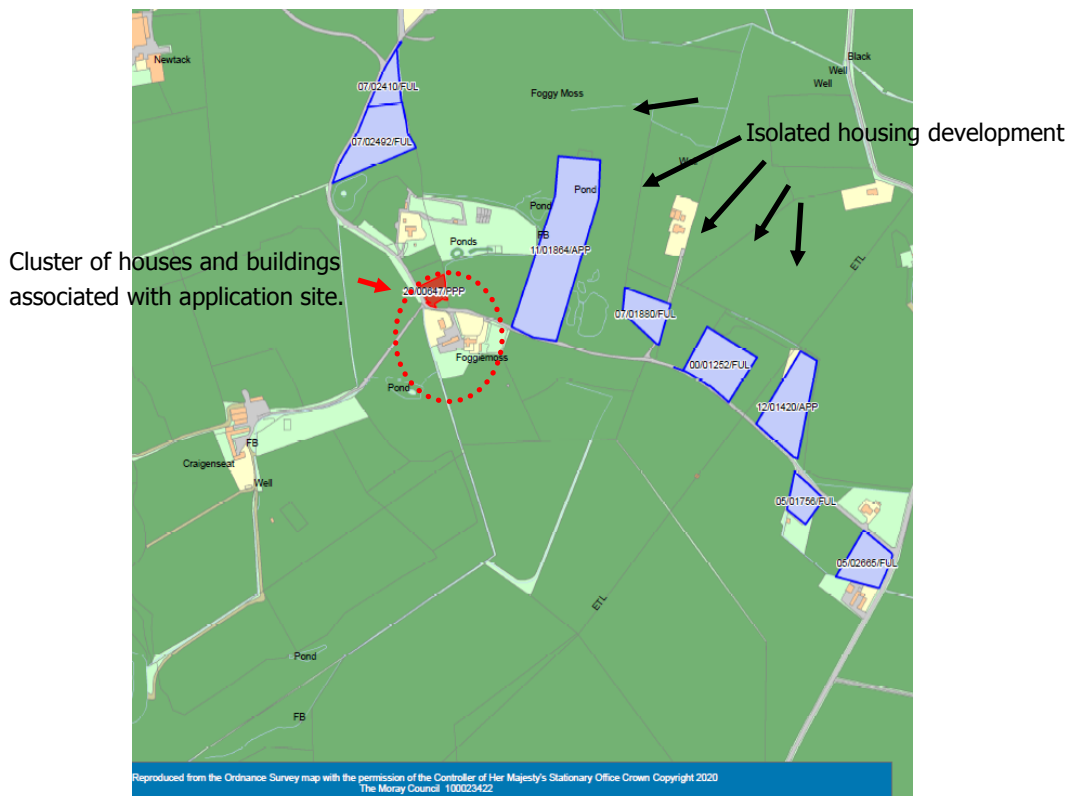 Newtack
Black
Well
Well
07/02410/FUL
Foggy Moss
Isolated housing development
07/02492/FUL
Pond
Pond
FB
Ponds
11/01864/APP
ETL
Cluster of houses and buildings
associated with application site.
07/01880/FUL
Foggiemoss
00/01252/FUL
Pond
12/01420/APP
FB
Craigenseat
Well
05/01756/FUL
05/02665/FUL
ETL
Pond
FB
Reproduced from the Ordnance Survey map with the permission of the Controller of Her Majesty's Stationary Office Crown Copyright 2020
The Moray Council 100023422